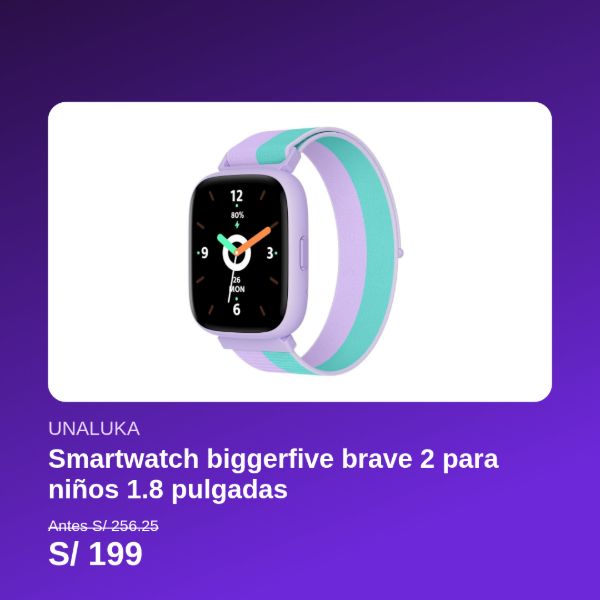 12
80%
9
3
26
MON
6
UNALUKA
Smartwatch biggerfive brave 2 para
niños 1.8 pulgadas
Antes S/ 256.25
S/ 199